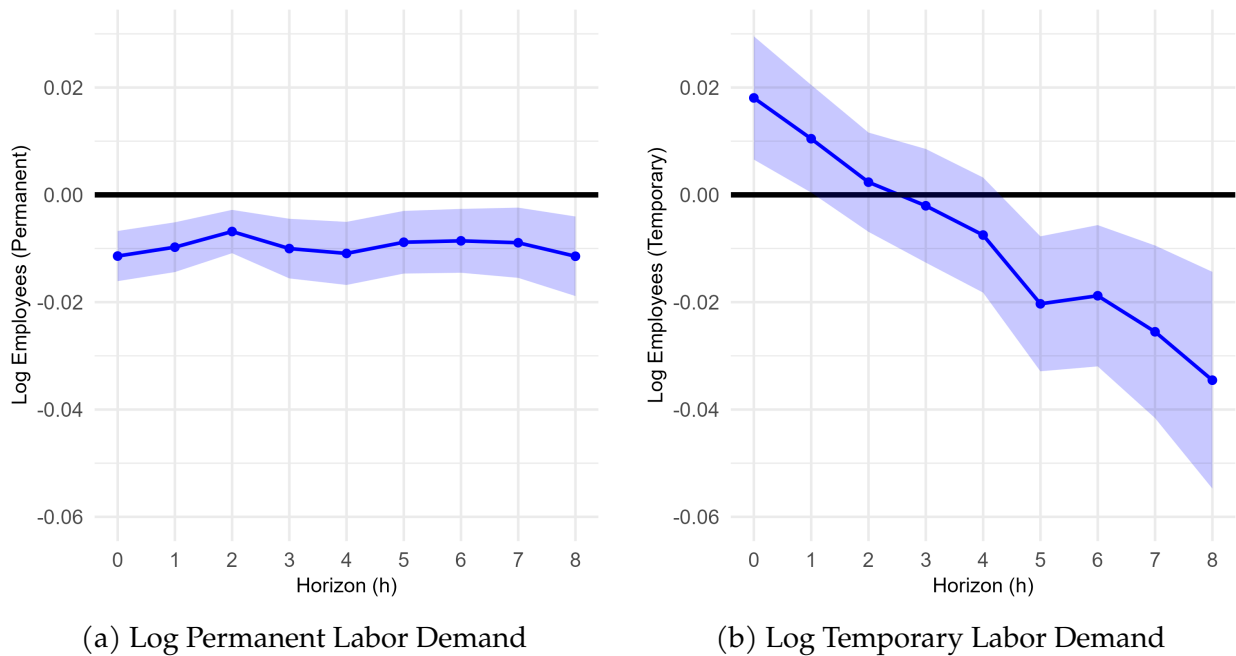 Log Employees (Permanent)
0.02
0.00
-0.02
-0.04
-0.06
0 1 2 3 4 5 6 7 8
Horizon (h)
(a) Log Permanent Labor Demand
Log Employees (Temporary)
0.02
0.00
-0.02
-0.04
-0.06
0 1 2 3 4 5 6 7 8
Horizon (h)
(b) Log Temporary Labor Demand